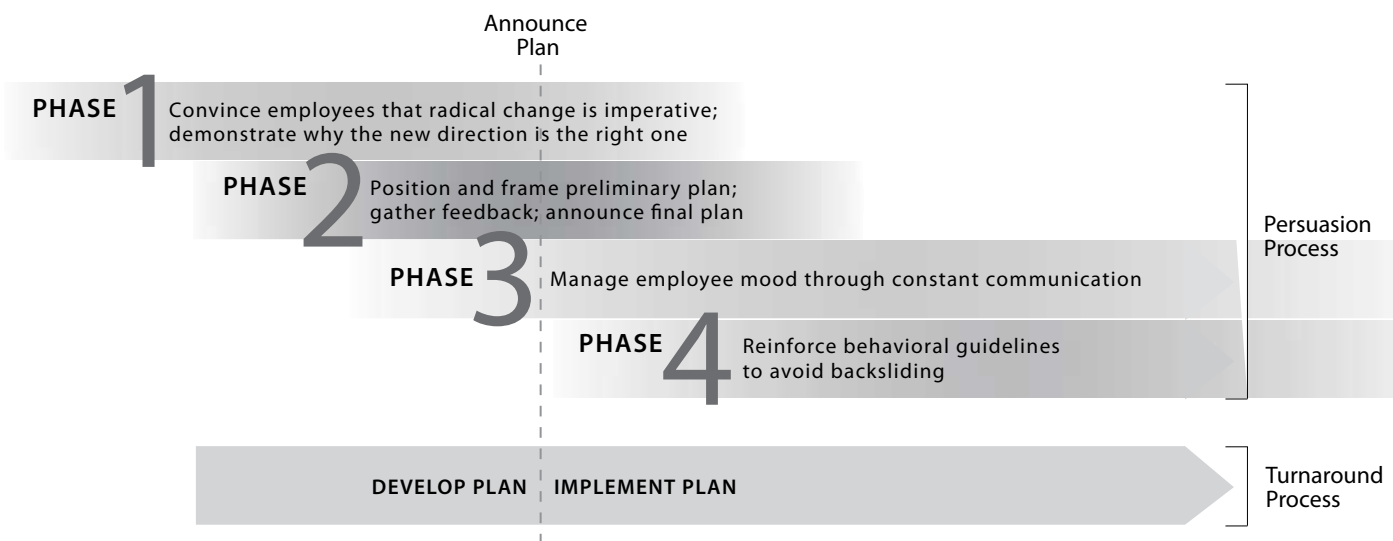 Announce
Plan
PHASE 1 Convince employees that radical change is imperative;
demonstrate why the new direction is the right one
PHASE 2 Position and frame preliminary plan;
gather feedback; announce final plan
PHASE 3 Manage employee mood through constant communication
PHASE 4 Reinforce behavioral guidelines
to avoid backsliding
Persuasion
Process
DEVELOP PLAN IMPLEMENT PLAN
Turnaround
Process